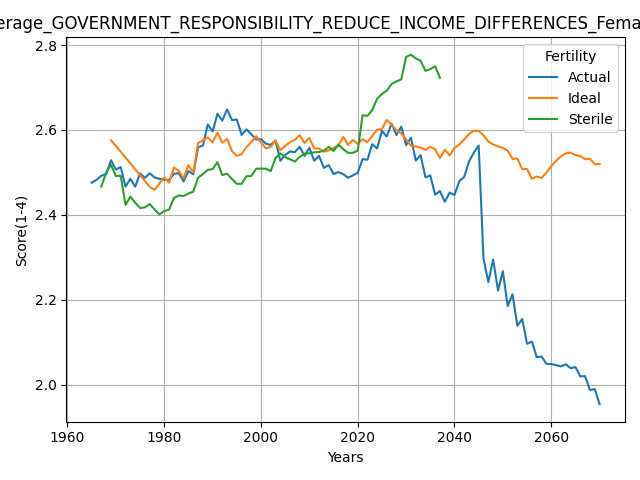 erage_GOVERNMENT_RESPONSIBILITY_REDUCE_INCOME_DIFFERENCES_Fema
Fertility
Actual
Ideal
Sterile
Score(1-4)
2.8
2.6
2.4
2.2
2.0
1960 1980 2000 2020 2040 2060
Years